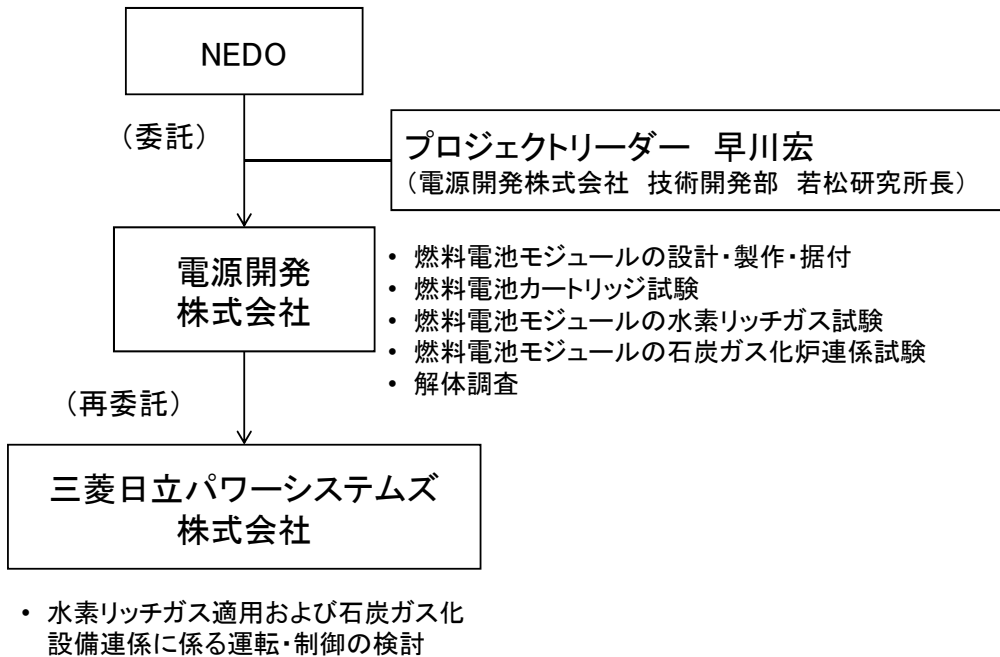 NEDO
(委託)
プロジェクトリーダー 早川宏
(電源開発株式会社 技術開発部 若松研究所長)
電源開発
株式会社
• 燃料電池モジュールの設計・製作・据付
• 燃料電池カートリッジ試験
• 燃料電池モジュールの水素リッチガス試験
• 燃料電池モジュールの石炭ガス化炉連係試験
• 解体調査
(再委託)
三菱日立パワーシステムズ
株式会社
• 水素リッチガス適用および石炭ガス化
設備連係に係る運転・制御の検討